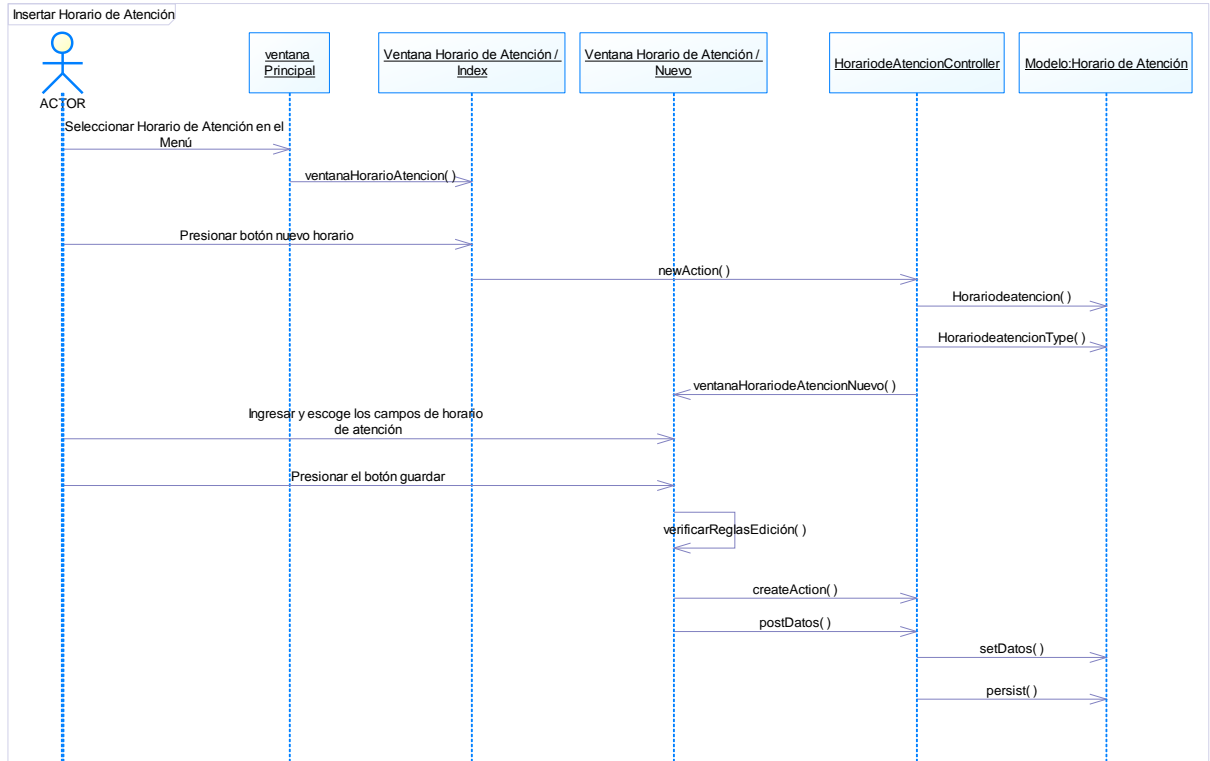 Insertar Horario de Atención
ventana
Principal
Ventana Horario de Atención /
Index
Ventana Horario de Atención /
Nuevo
HorariodeAtencionController
Modelo:Horario de Atención
ACTOR
Seleccionar Horario de Atención en el
Menú
ventanaHorarioAtencion( )
Presionar botón nuevo horario
newAction( )
Horariodeatencion( )
HorariodeatencionType( )
ventanaHorariodeAtencionNuevo( )
Ingresar y escoge los campos de horario
de atención
Presionar el botón guardar
verificarReglasEdición( )
createAction( )
postDatos( )
setDatos( )
persist( )